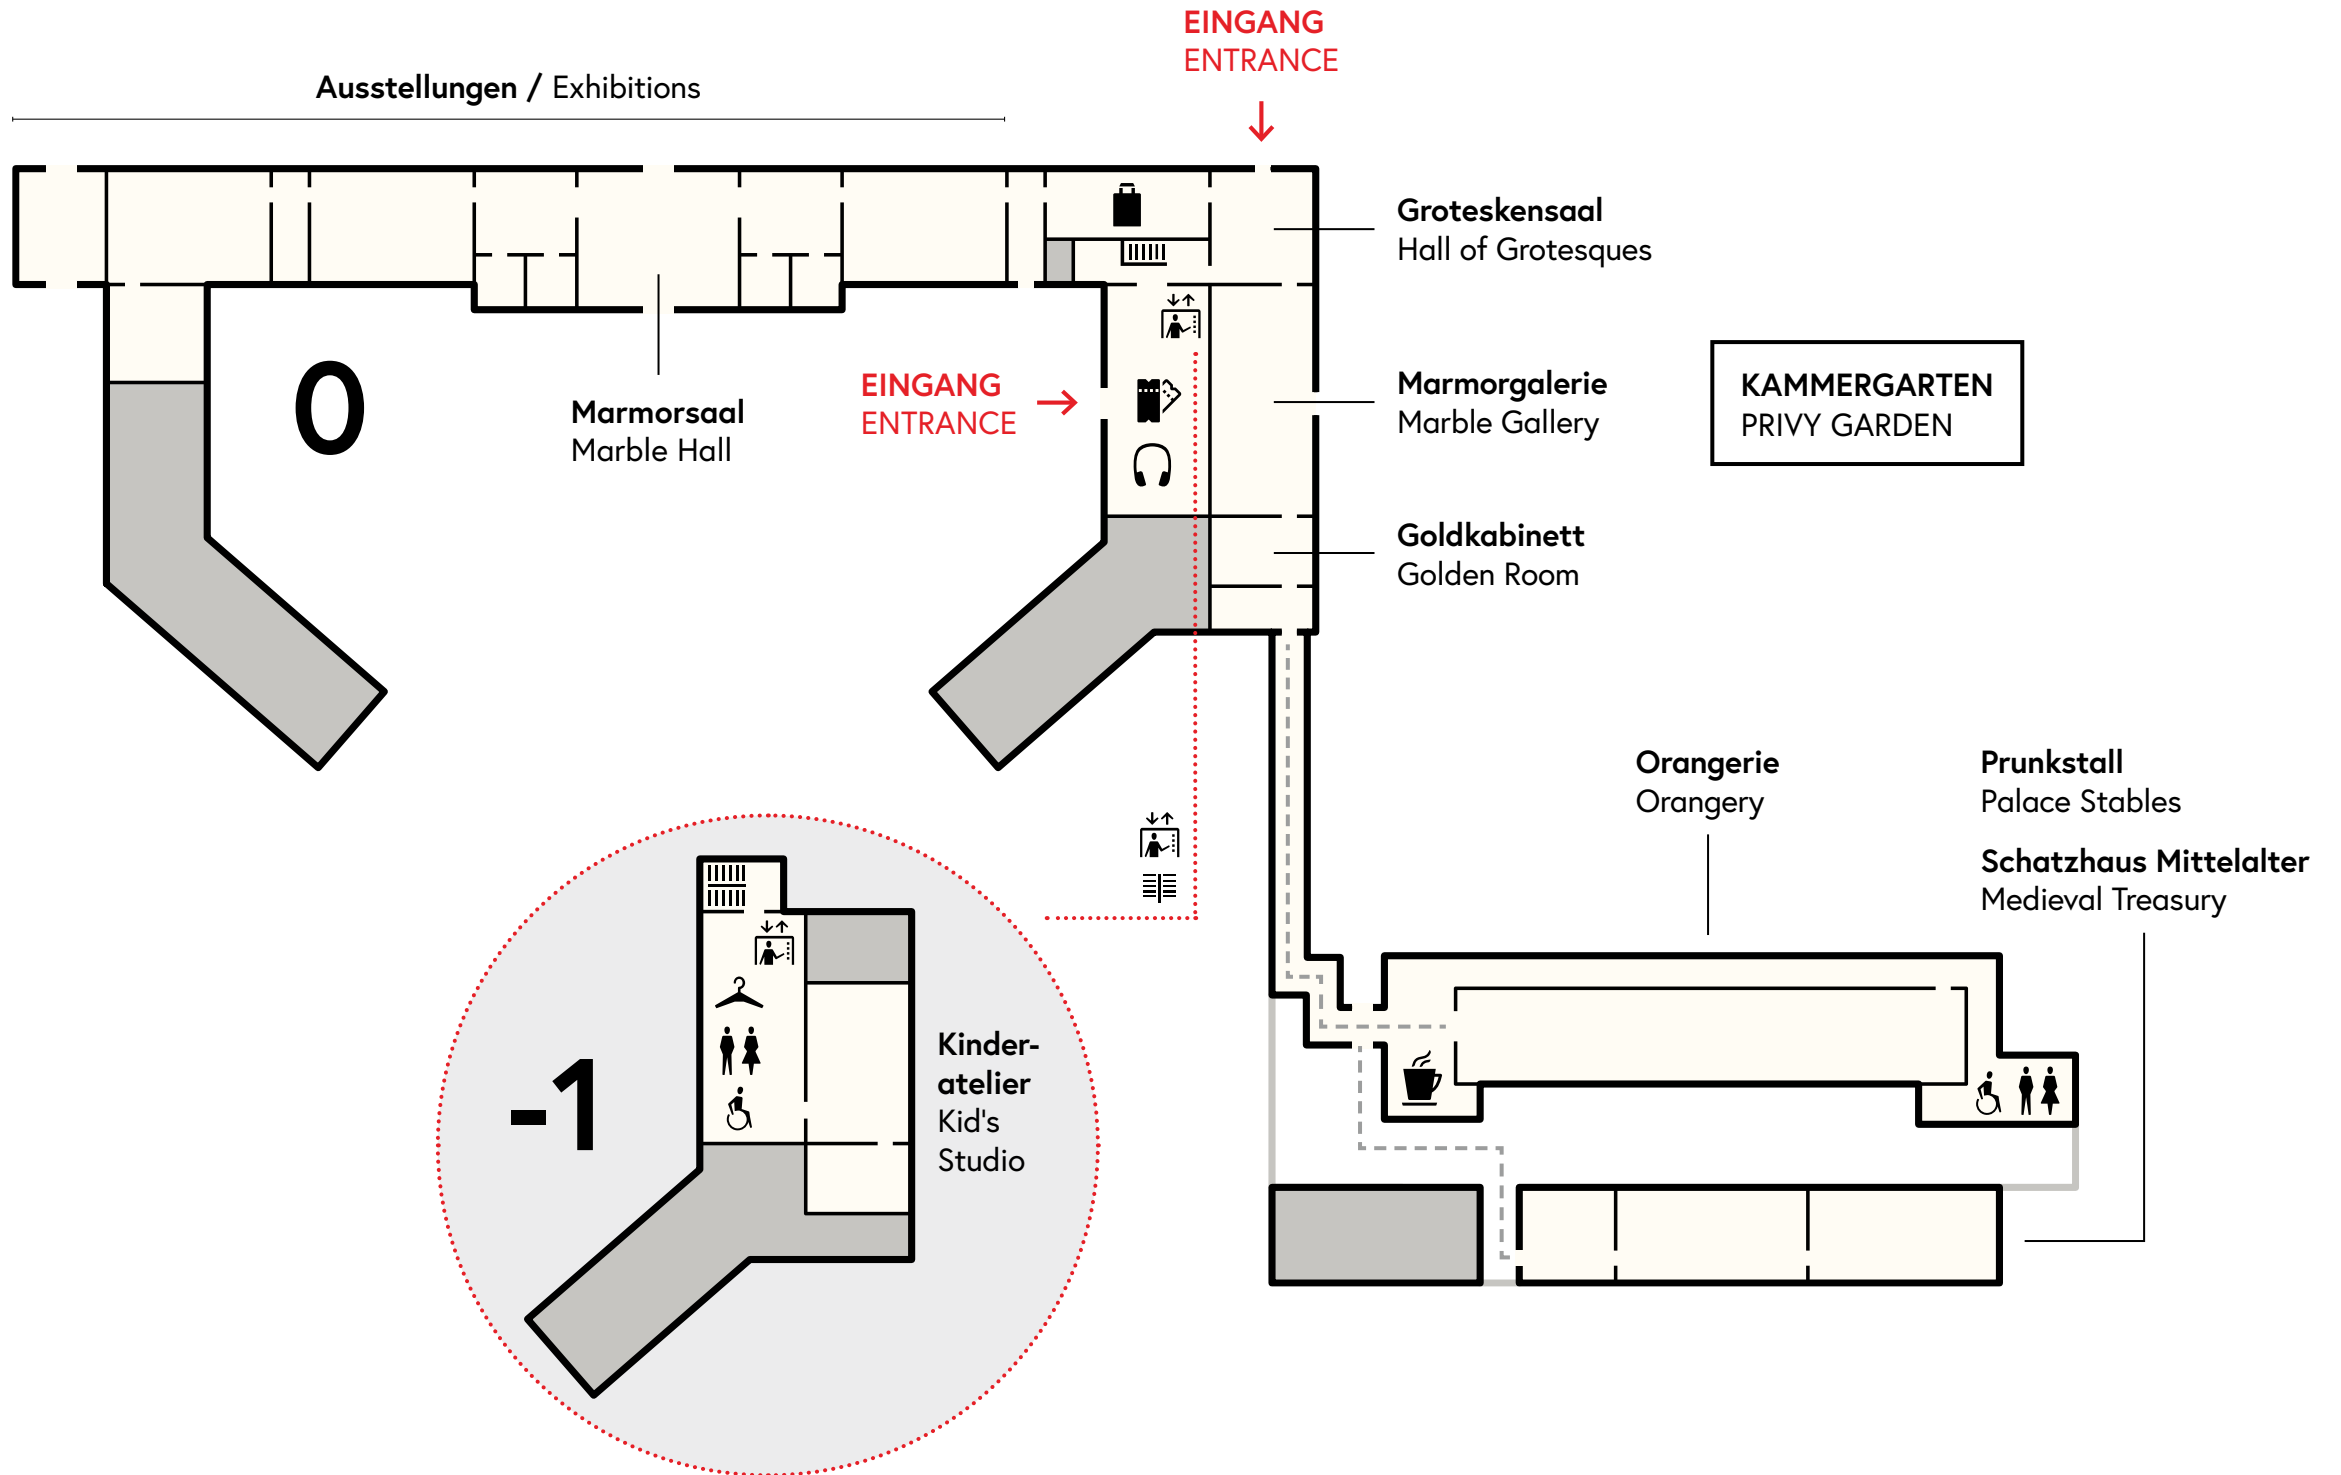 EINGANG
ENTRANCE
Ausstellungen / Exhibitions
Groteskensaal
Hall of Grotesques
0
Marmorsaal
Marble Hall
EINGANG
ENTRANCE
Marmorgalerie
Marble Gallery
KAMMERGARTEN
PRIVY GARDEN
Goldkabinett
Golden Room
Orangerie
Orangery
Prunkstall
Palace Stables
Schatzhaus Mittelalter
Medieval Treasury
-1
Kinder-
atelier
Kid's
Studio